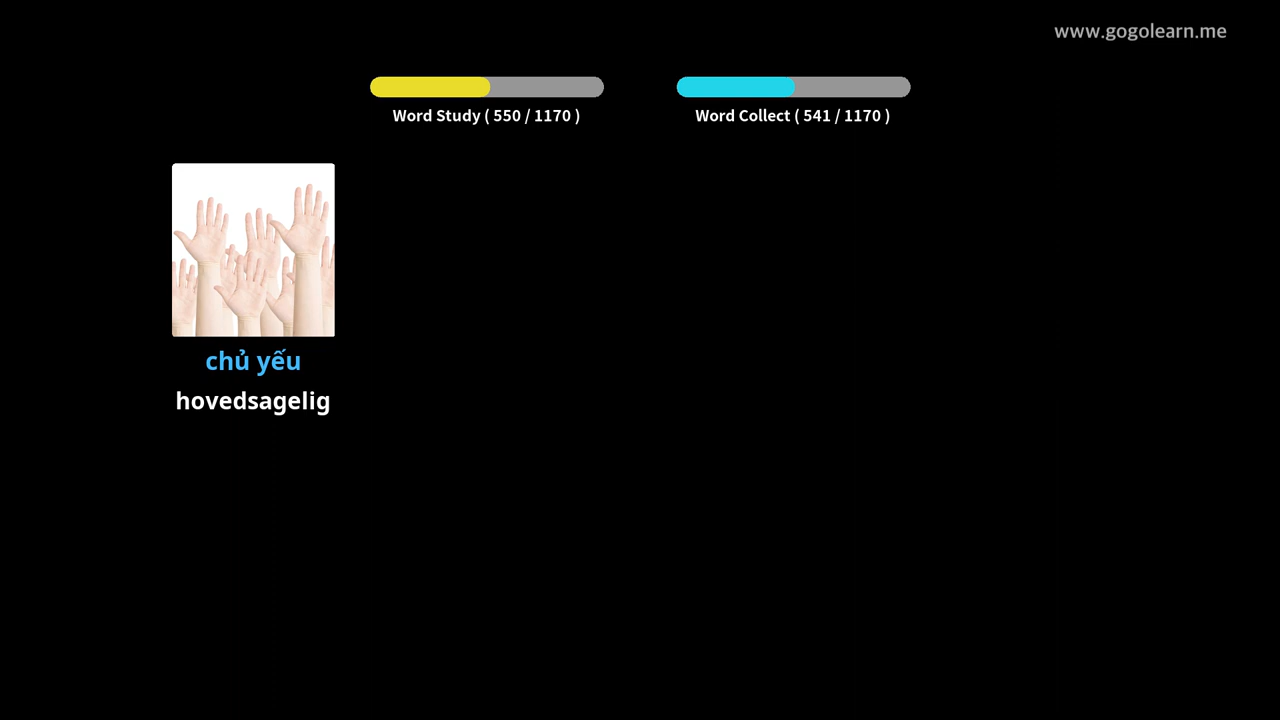 www.gogolearn.me
Word Study ( 550 / 1170 )
Word Collect ( 541 / 1170 )
chủ yếu
hovedsagelig